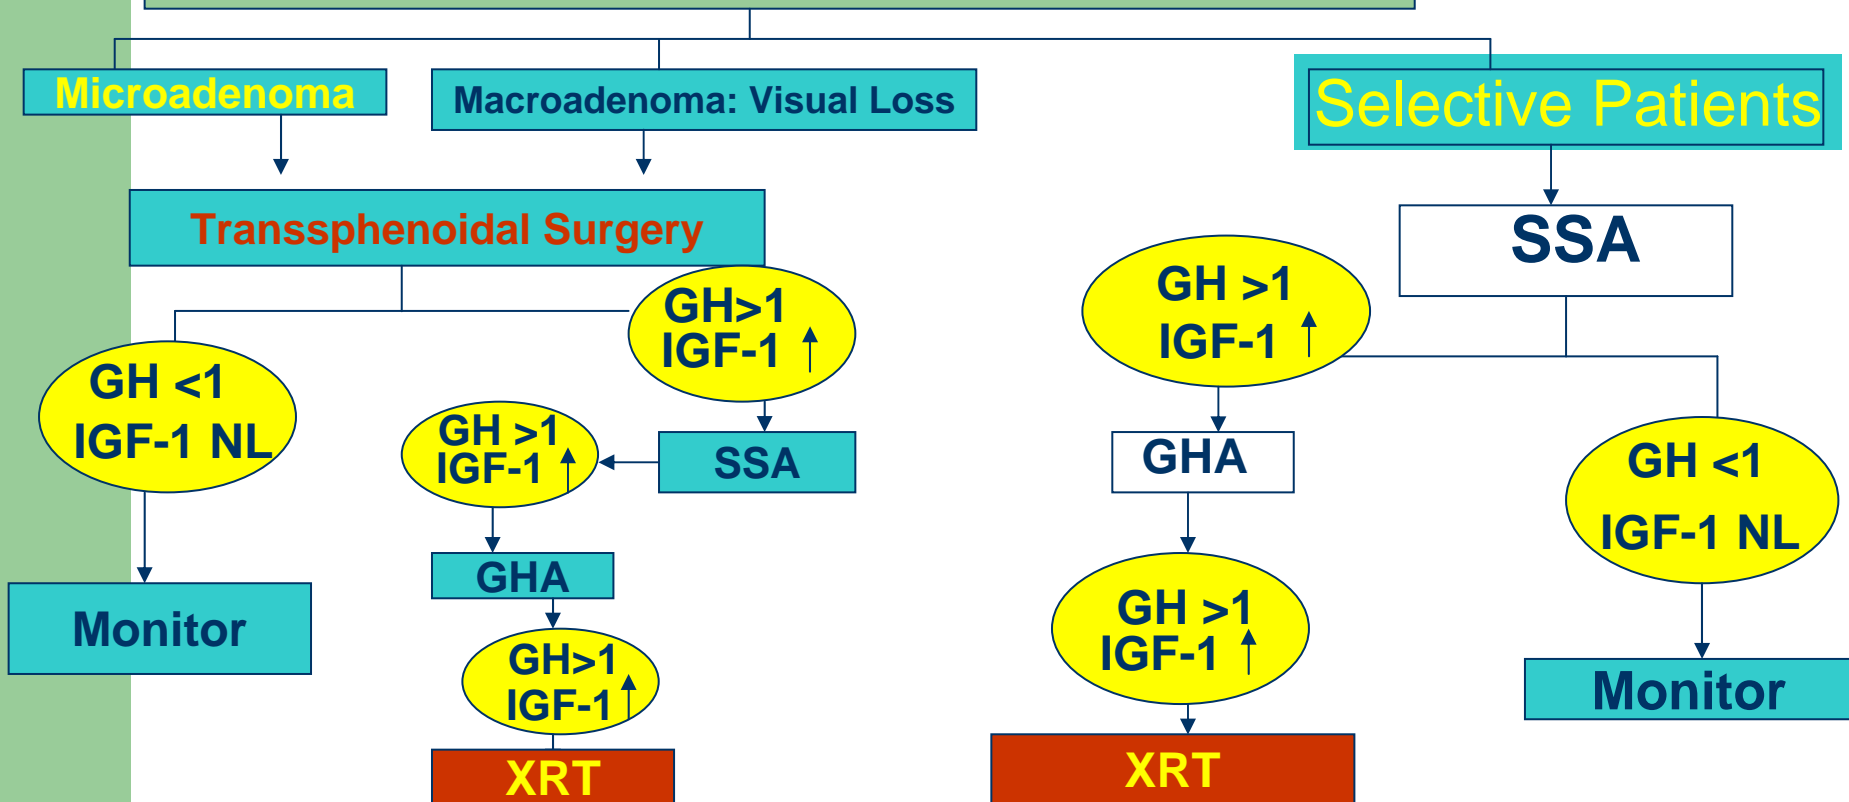 Microadenoma
Macroadenoma: Visual Loss
Selective Patients
Transsphenoidal Surgery
SSA
GH >1
IGF-1 ↑
GH>1
IGF-1 ↑
GH <1
IGF-1 NL
GH >1
IGF-1 ↑
SSA
GHA
GH <1
IGF-1 NL
GHA
Monitor
GH >1
IGF-1 ↑
GH>1
IGF-1 ↑
Monitor
XRT
XRT